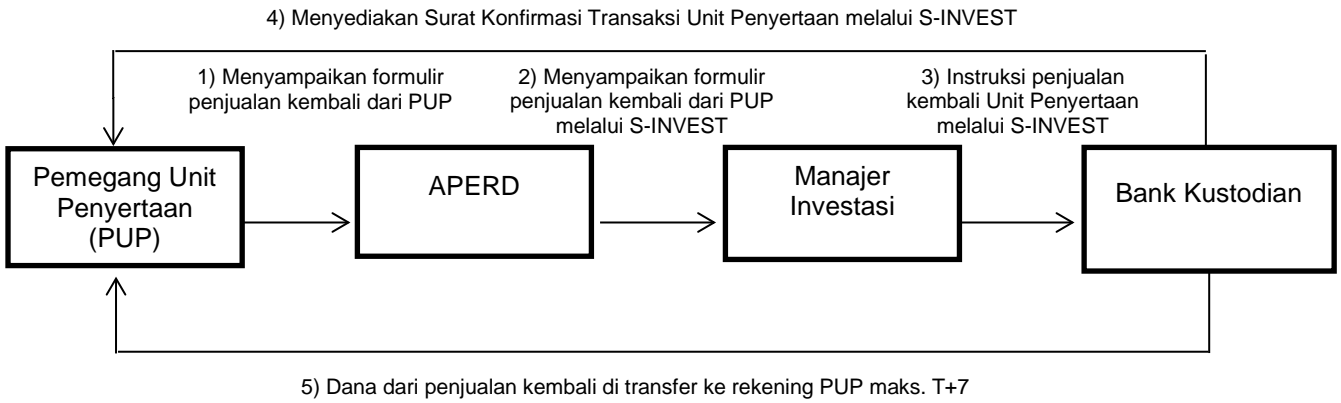 4) Menyediakan Surat Konfirmasi Transaksi Unit Penyertaan melalui S-INVEST
1) Menyampaikan formulir
penjualan kembali dari PUP
2) Menyampaikan formulir
penjualan kembali dari PUP
melalui S-INVEST
3) Instruksi penjualan
kembali Unit Penyertaan
melalui S-INVEST
Pemegang Unit
Penyertaan
(PUP)
APERD
Manajer
Investasi
Bank Kustodian
5) Dana dari penjualan kembali di transfer ke rekening PUP maks. T+7